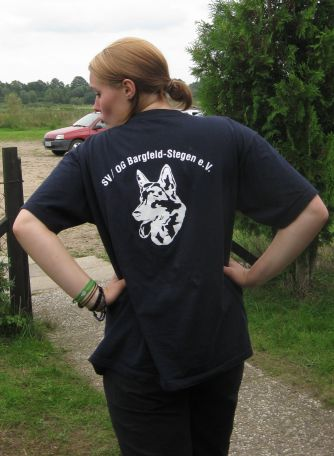 SV / OG Bargfeld-Stegen e.V.